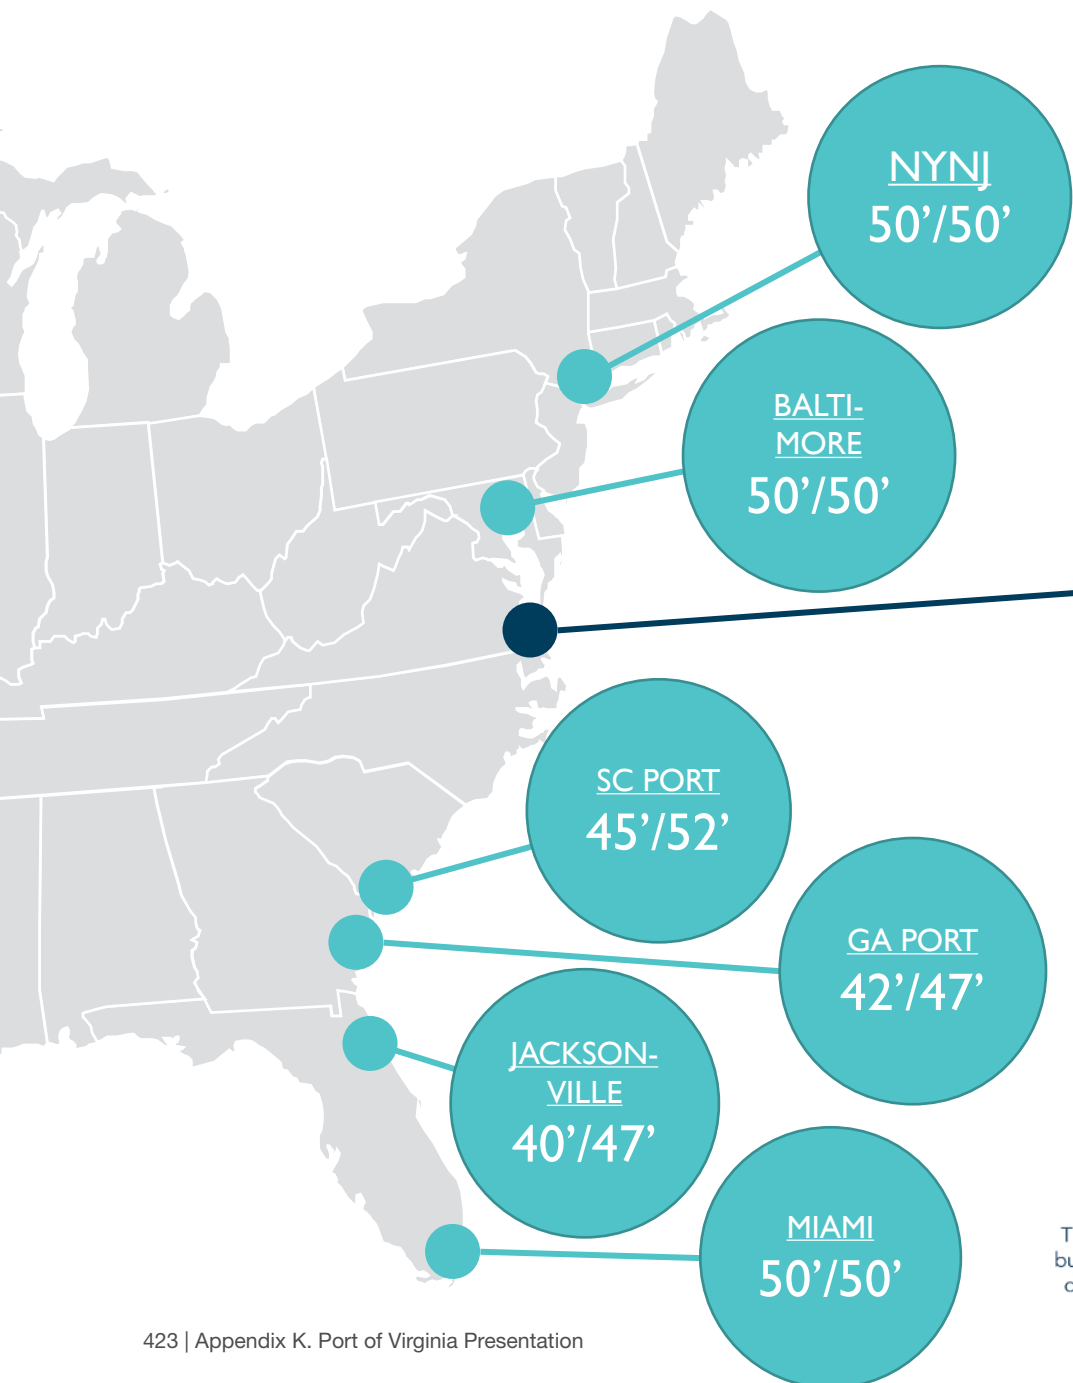 NYNJ
50’/50’
BALTI-
MORE
50’/50’
SC PORT
45’/52’
GA PORT
42’/47’
JACKSON-
VILLE
40’/47’
MIAMI
50’/50’
423 | Appendix K. Port of Virginia Presentation